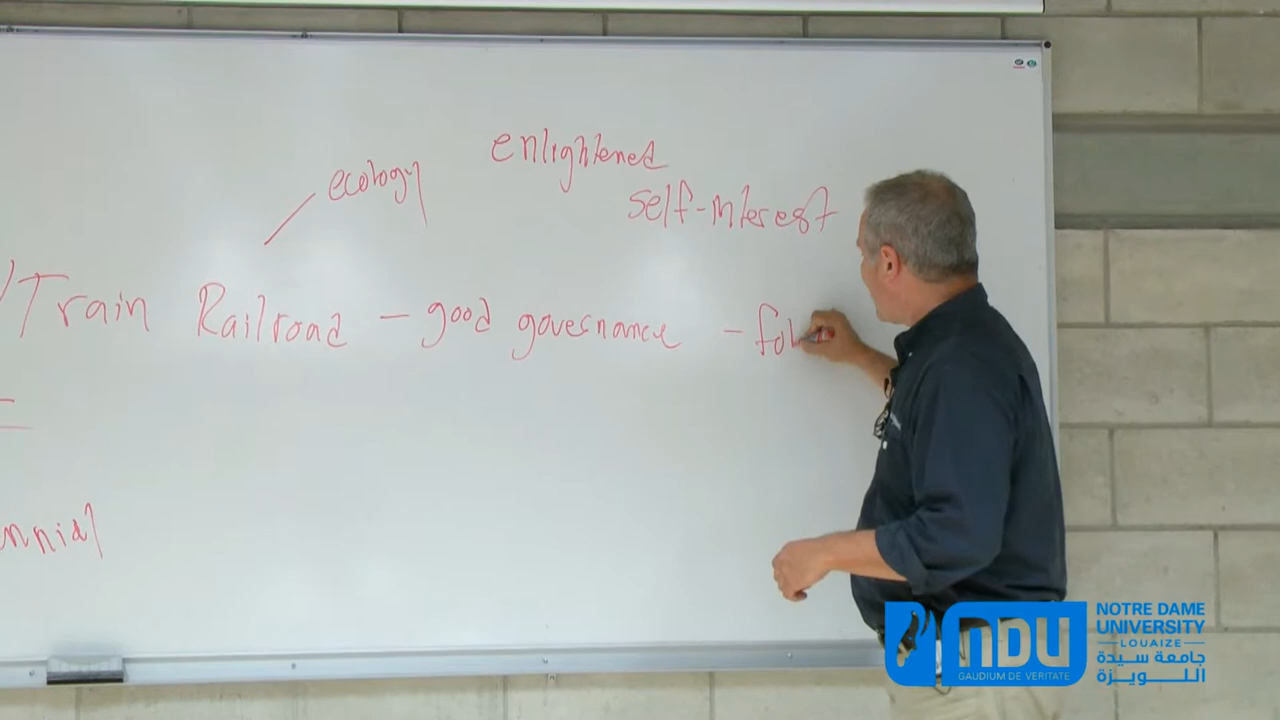 enlightened
ecology
self-interest
Train Railroad - good governance - fo
NDU
GAUDIUM DE VERITATE
NOTRE DAME
UNIVERSITY
LOUAIZE
جامعة سيدة
اللويزة